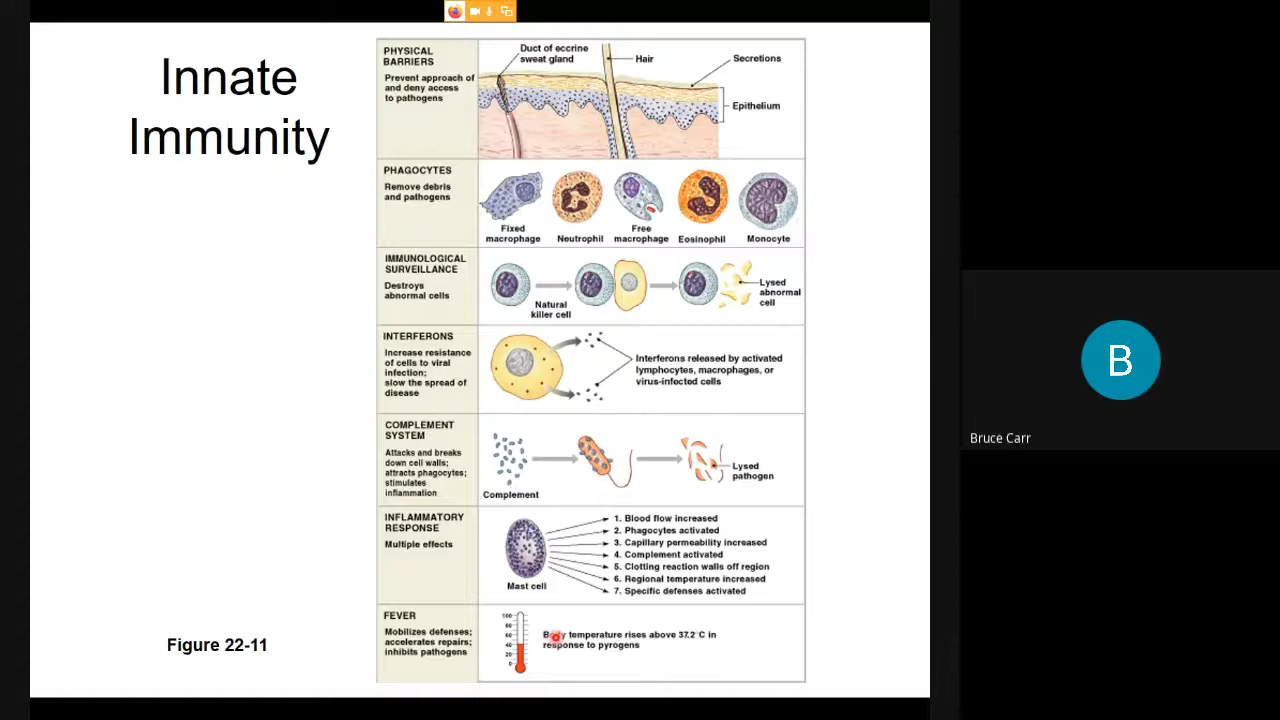 Innate
Immunity
PHYSICAL
BARRIERS
Prevent approach of
and deny access
to pathogens
Duct of eccrine
sweat gland
Hair
Secretions
Epithelium
PHAGOCYTES
Remove debris
and pathogens
Fixed
macrophage
Neutrophil
Free
macrophage
Eosinophil
Monocyte
IMMUNOLOGICAL
SURVEILLANCE
Destroys
abnormal cells
Natural
killer cell
Lysed
abnormal
cell
INTERFERONS
Increase resistance
of cells to viral
infection;
slow the spread of
disease
Interferons released by activated
lymphocytes, macrophages, or
virus-infected cells
COMPLEMENT
SYSTEM
Attacks and breaks
down cell walls;
attracts phagocytes;
stimulates
inflammation
Complement
Lysed
pathogen
INFLAMMATORY
RESPONSE
Multiple effects
Mast cell
1. Blood flow increased
2. Phagocytes activated
3. Capillary permeability increased
4. Complement activated
5. Clotting reaction walls off region
6. Regional temperature increased
7. Specific defenses activated
FEVER
Mobilizes defenses;
accelerates repairs;
inhibits pathogens
100
80
60
40
20
0
Body temperature rises above 37.2°C in
response to pyrogens
Figure 22-11
B
Bruce Carr